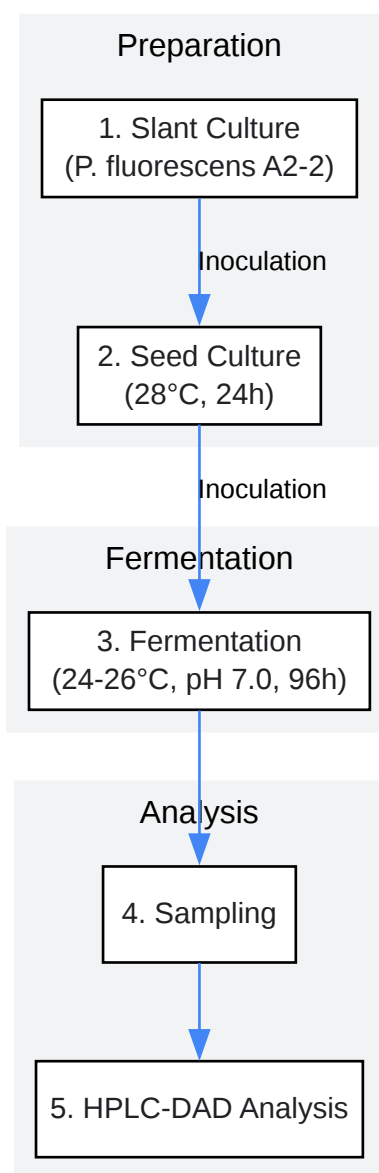 Preparation
1. Slant Culture
(P. fluorescens A2-2)
Inoculation
2. Seed Culture
(28°C, 24h)
Inoculation
Fermentation
3. Fermentation
(24-26°C, pH 7.0, 96h)
Analysis
4. Sampling
5. HPLC-DAD Analysis